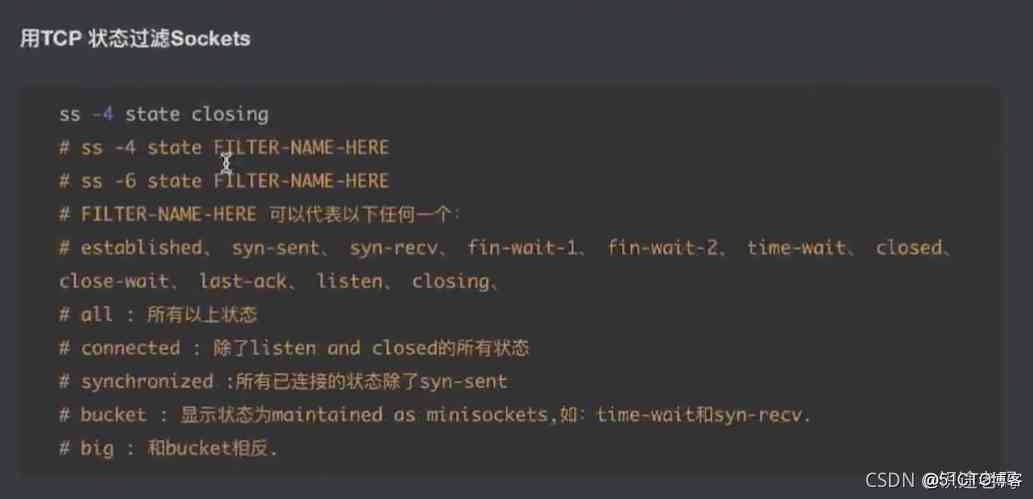 用TCP 状态过滤Sockets
ss -4 state closing
# ss -4 state FILTER-NAME-HERE
# ss -6 state FILTER-NAME-HERE
# FILTER-NAME-HERE 可以代表以下任何一个：
# established、 syn-sent、 syn-recv、 fin-wait-1、 fin-wait-2、 time-wait、 closed、
close-wait、 last-ack、 listen、 closing、
# all : 所有以上状态
# connected : 除了listen and closed的所有状态
# synchronized :所有已连接的状态除了syn-sent
# bucket : 显示状态为maintained as minisockets,如：time-wait和syn-recv.
# big : 和bucket相反.
CSDN @51CTO博客